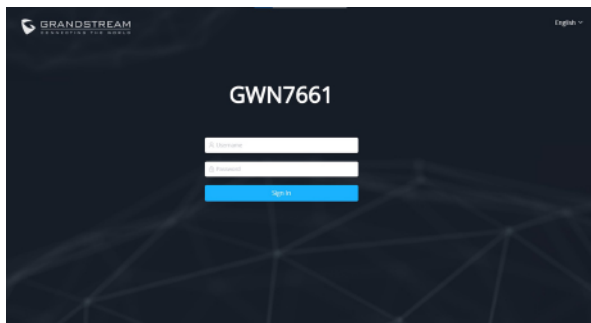 GRANDSTREAM
CONNECTING THE WORLD
English
GWN7661
Username
Password
Sign In